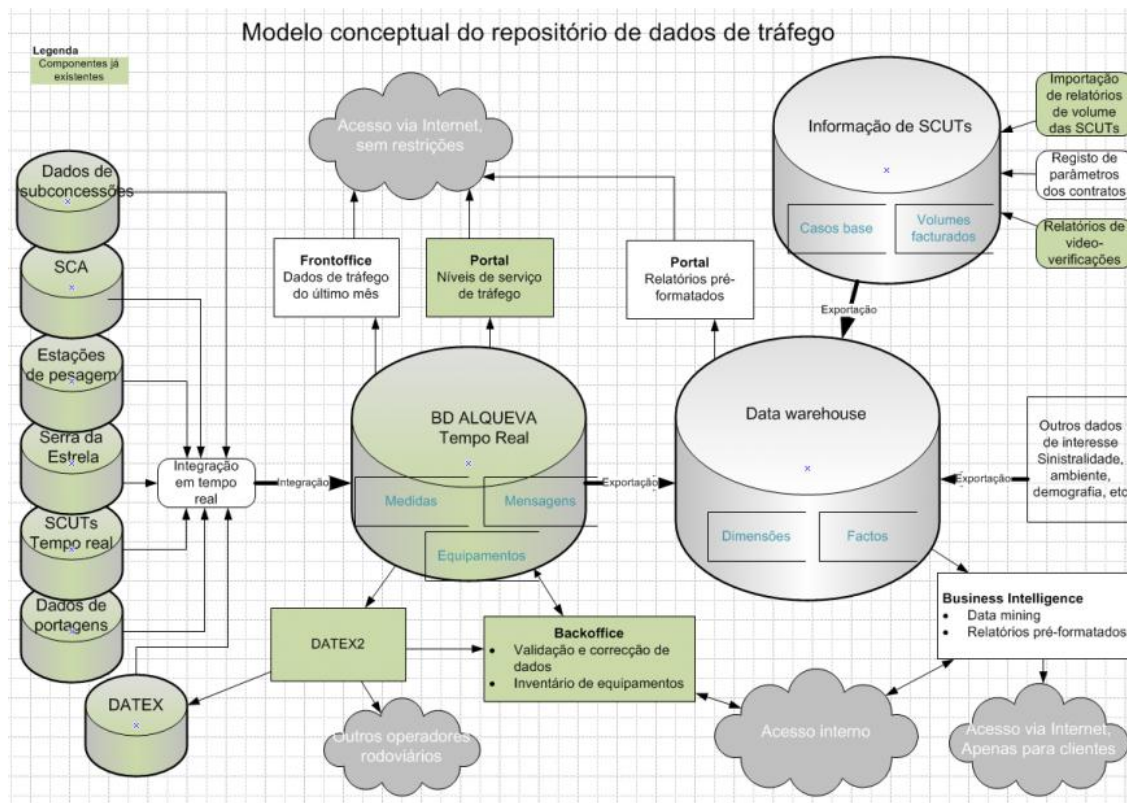 Modelo conceptual do repositório de dados de tráfego
Legenda
Componentes já
existentes
Acesso via Internet,
sem restrições
Informação de SCUTs
Casos base
Volumes
facturados
Importação
de relatórios
de volume
das SCUTs
Registo de
parâmetros
dos contratos
Relatórios de
video-
verificações
Dados de
subconcessões
SCA
Estações
de pesagem
Serra da
Estrela
SCUTs
Tempo real
Dados de
portagens
DATEX
Frontoffice
Dados de tráfego
do último mês
Portal
Níveis de serviço
de tráfego
Portal
Relatórios pré-
formatados
Exportação
Integração
em tempo
real
Integração
BD ALQUEVA
Tempo Real
Medidas
Mensagens
Equipamentos
Exportação
Data warehouse
Dimensões
Factos
Exportação
Outros dados
de interesse
Sinistralidade,
ambiente,
demografia, etc
DATEX2
Backoffice
• Validação e correcção de
dados
• Inventário de equipamentos
Business Intelligence
• Data mining
• Relatórios pré-formatados
Outros operadores
rodoviários
Acesso interno
Acesso via Internet,
Apenas para clientes